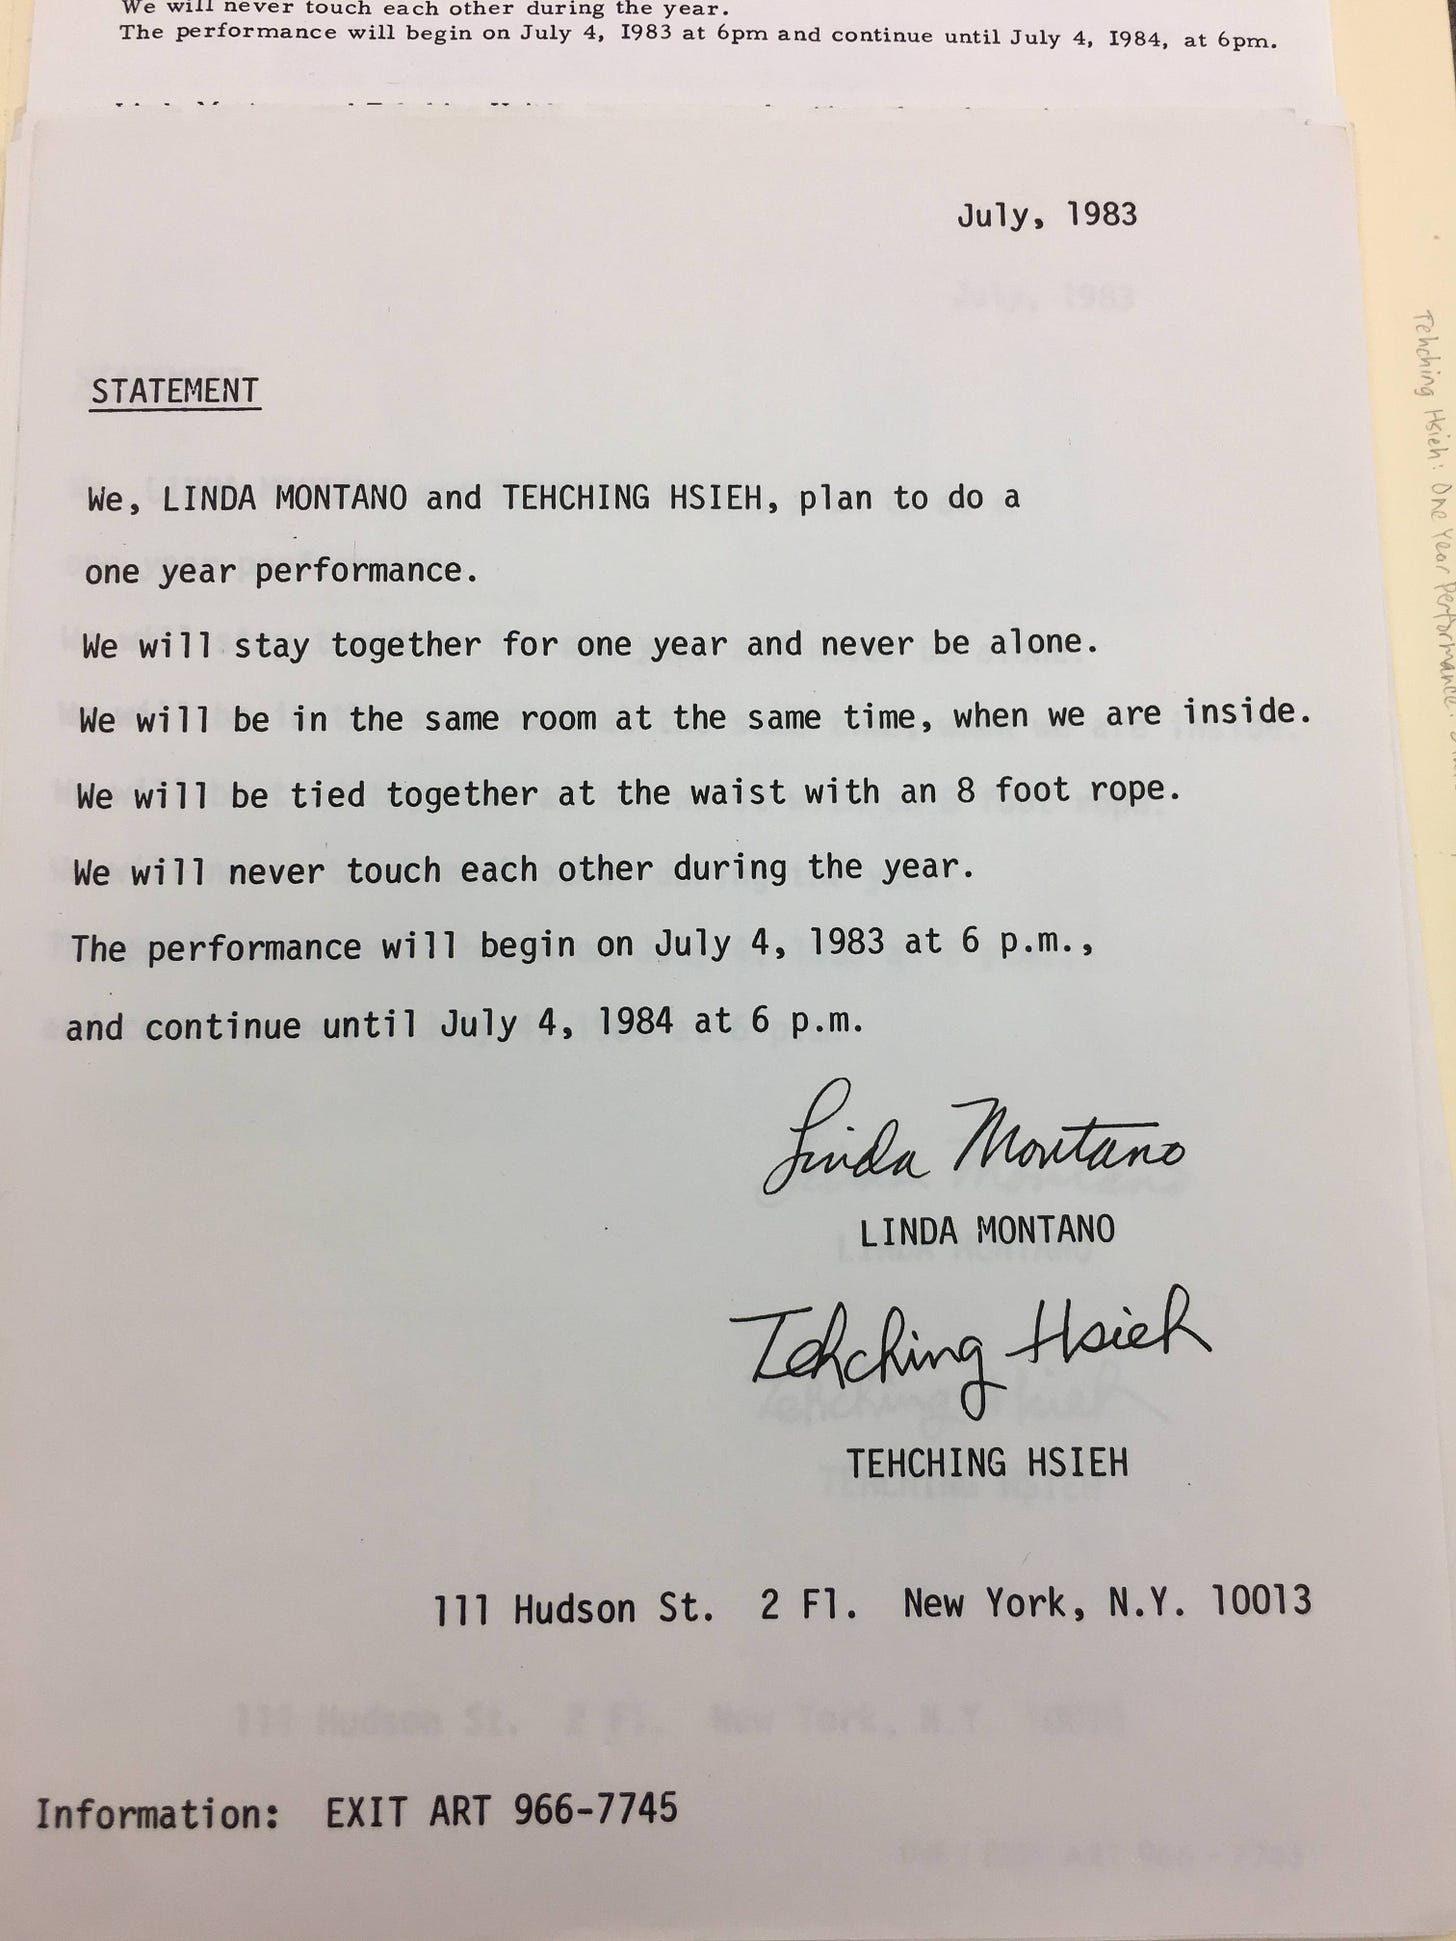 We will never touch each other during the year.
The performance will begin on July 4, I983 at 6pm and continue until July 4, I984, at 6pm.
July, 1983
STATEMENT
We, LINDA MONTANO and TEHCHING HSIEH, plan to do a
one year performance.
We will stay together for one year and never be alone.
We will be in the same room at the same time, when we are inside.
We will be tied together at the waist with an 8 foot rope.
We will never touch each other during the year.
The performance will begin on July 4, 1983 at 6 p.m.,
and continue until July 4, 1984 at 6 p.m.
Linda Montano
LINDA MONTANO
Tehching Hsieh
TEHCHING HSIEH
111 Hudson St. 2 Fl. New York, N.Y. 10013
Information: EXIT ART 966-7745
Tehching Hsieh: One Year Performance